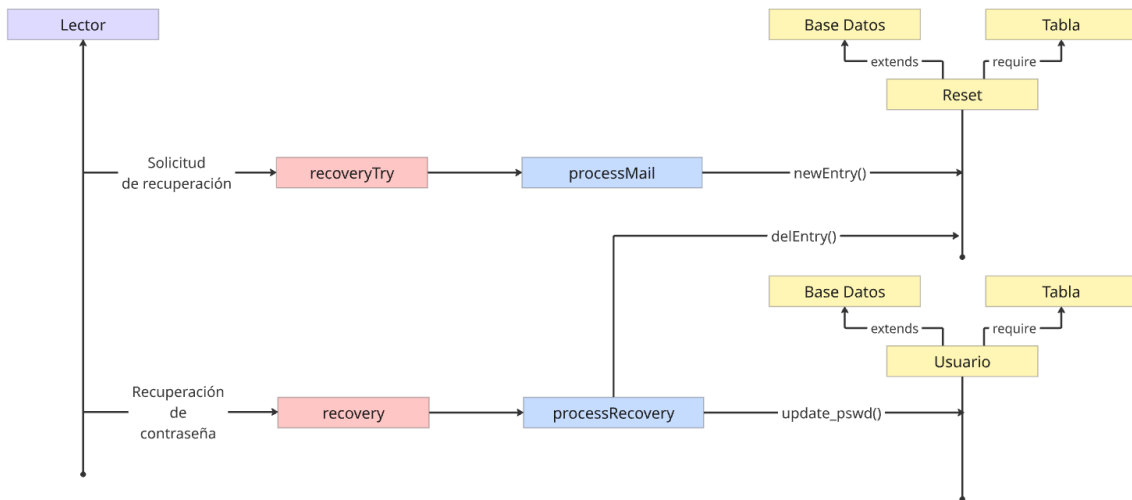 Lector
Base Datos
Tabla
extends
require
Reset
Solicitud
de recuperación
recoveryTry
processMail
newEntry()
delEntry()
Base Datos
Tabla
extends
require
Usuario
Recuperación
de
contraseña
recovery
processRecovery
update_pswd()